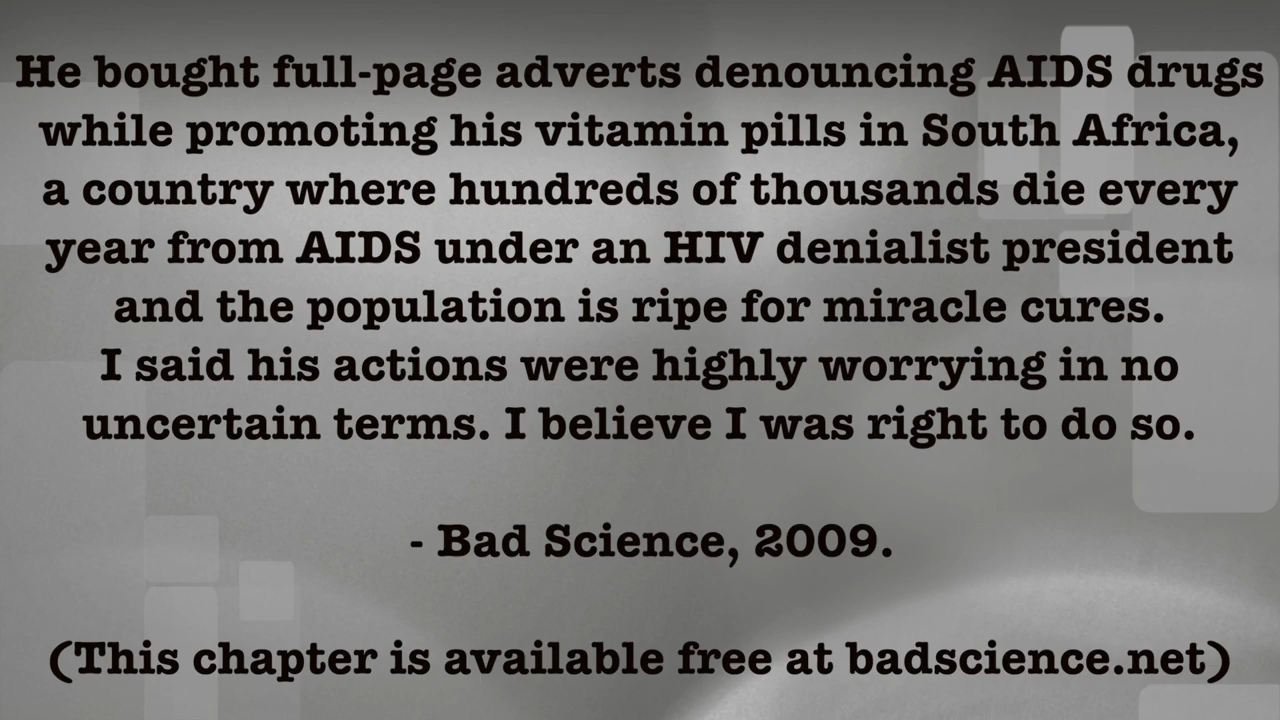 He bought full-page adverts denouncing AIDS drugs
while promoting his vitamin pills in South Africa,
a country where hundreds of thousands die every
year from AIDS under an HIV denialist president
and the population is ripe for miracle cures.
I said his actions were highly worrying in no
uncertain terms. I believe I was right to do so.
- Bad Science, 2009.
(This chapter is available free at badscience.net)